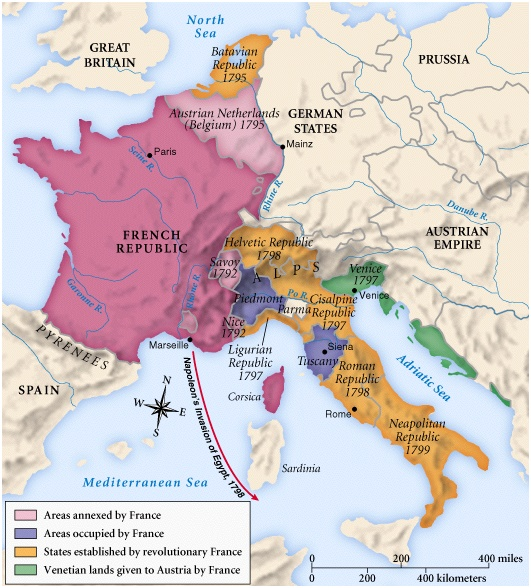 North
Sea
GREAT
BRITAIN
Batavian
Republic
1795
PRUSSIA
Austrian Netherlands
(Belgium) 1795
GERMAN
STATES
Mainz
Paris
Seine R.
Rhine R.
Danube R.
FRENCH
REPUBLIC
AUSTRIAN
EMPIRE
Helvetic Republic
1798
Savoy
1792
A L P S
Venice
1797
Venice
Garonne R.
Rhône R.
Piedmont
Po R.
Parma
Cisalpine
Republic
1797
Nice
1792
PYRENEES
Marseille
Ligurian
Republic
1797
Siena
Tuscany
Roman
Republic
1798
Adriatic Sea
SPAIN
N
W
E
S
Napoleon's Invasion of Egypt, 1798
Corsica
Rome
Neapolitan
Republic
1799
Sardinia
Mediterranean Sea
Areas annexed by France
Areas occupied by France
States established by revolutionary France
Venetian lands given to Austria by France
0 200 400 miles
0 200 400 kilometers